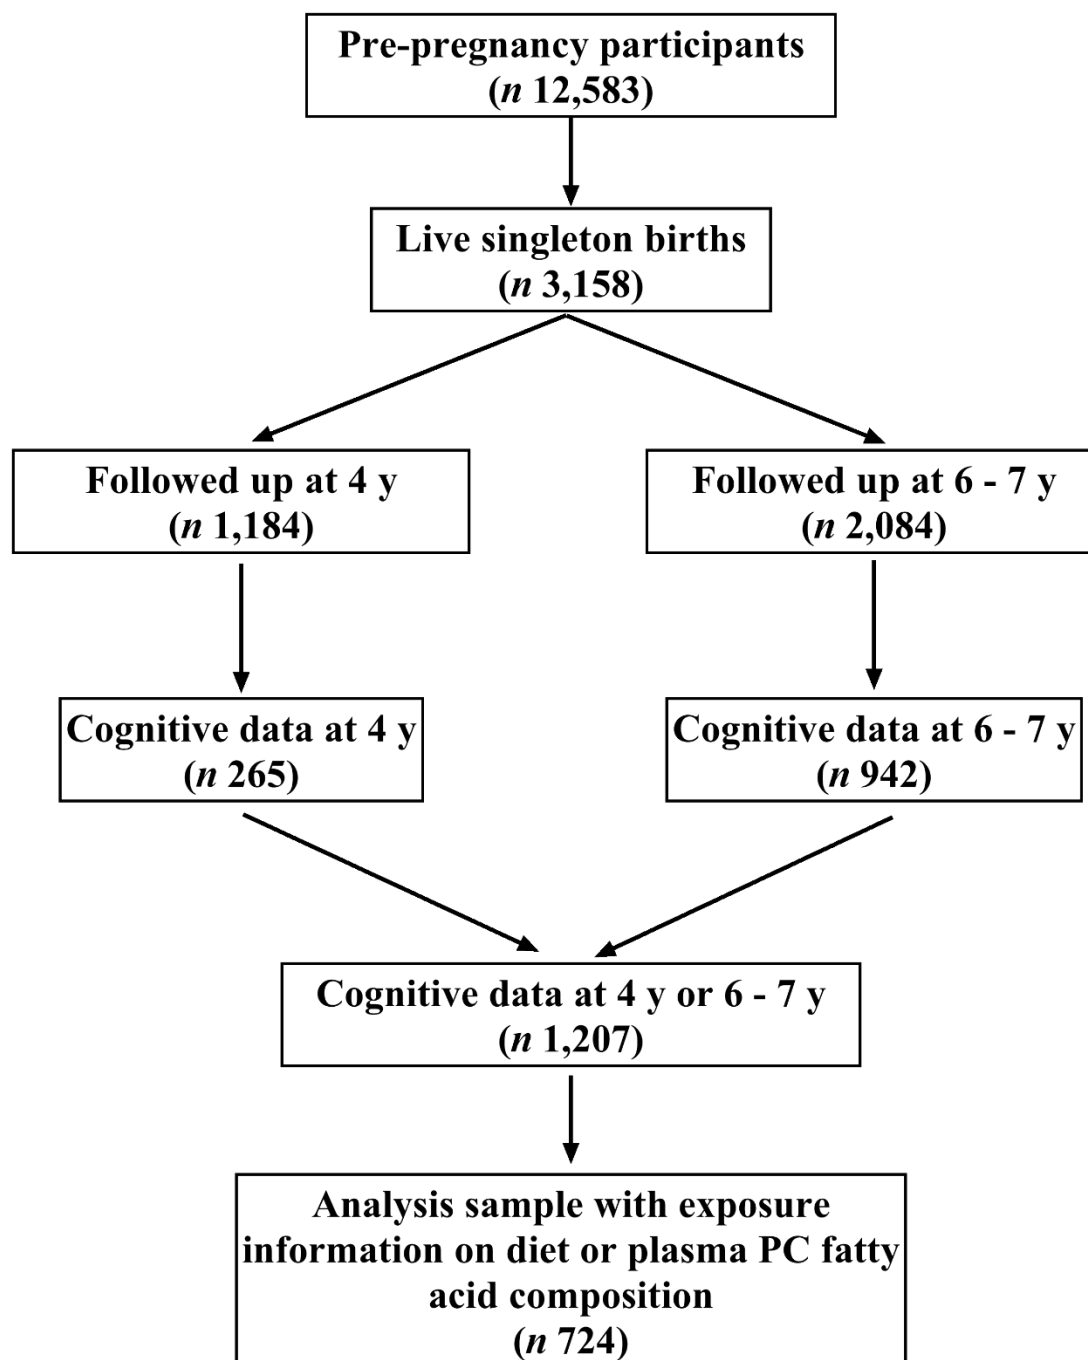 Pre-pregnancy participants
(n 12,583)
Live singleton births
(n 3,158)
Followed up at 4 y
(n 1,184)
Followed up at 6 - 7 y
(n 2,084)
Cognitive data at 4 y
(n 265)
Cognitive data at 6 - 7 y
(n 942)
Cognitive data at 4 y or 6 - 7 y
(n 1,207)
Analysis sample with exposure
information on diet or plasma PC fatty
acid composition
(n 724)